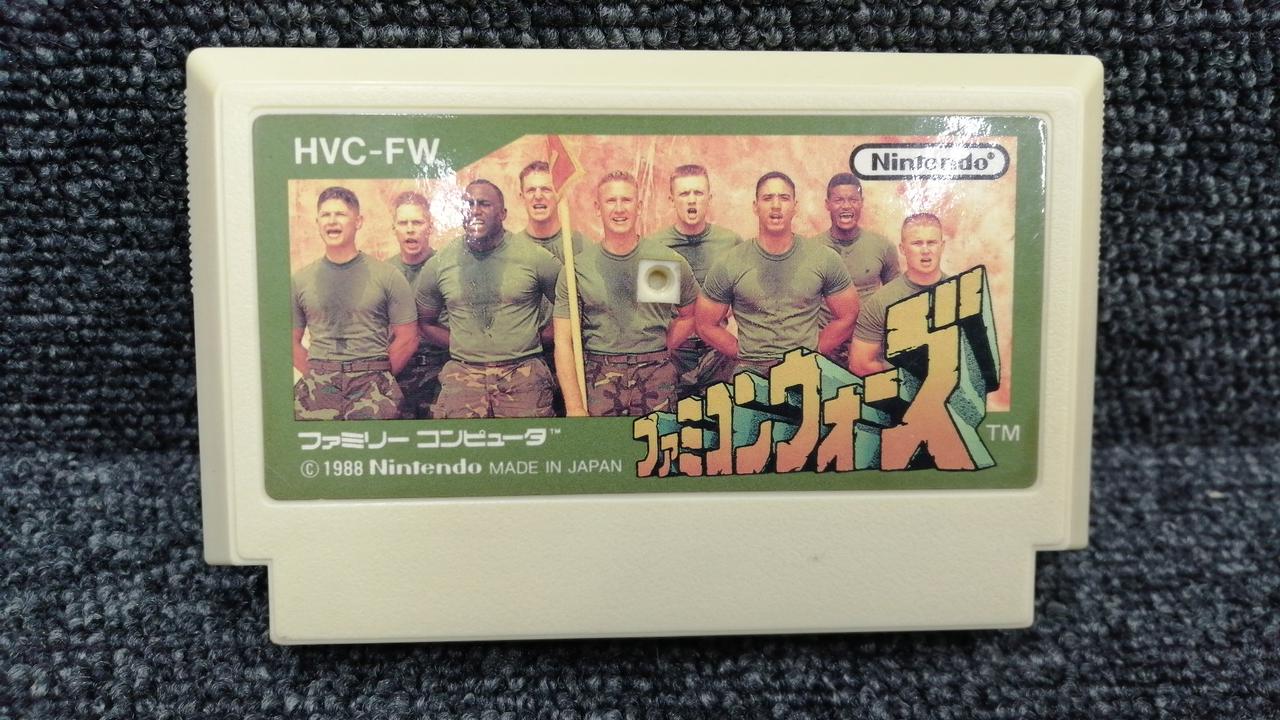 HVC-FW
Nintendo®
ファミコンウォーズ TM
ファミリー コンピュータ™
© 1988 Nintendo MADE IN JAPAN